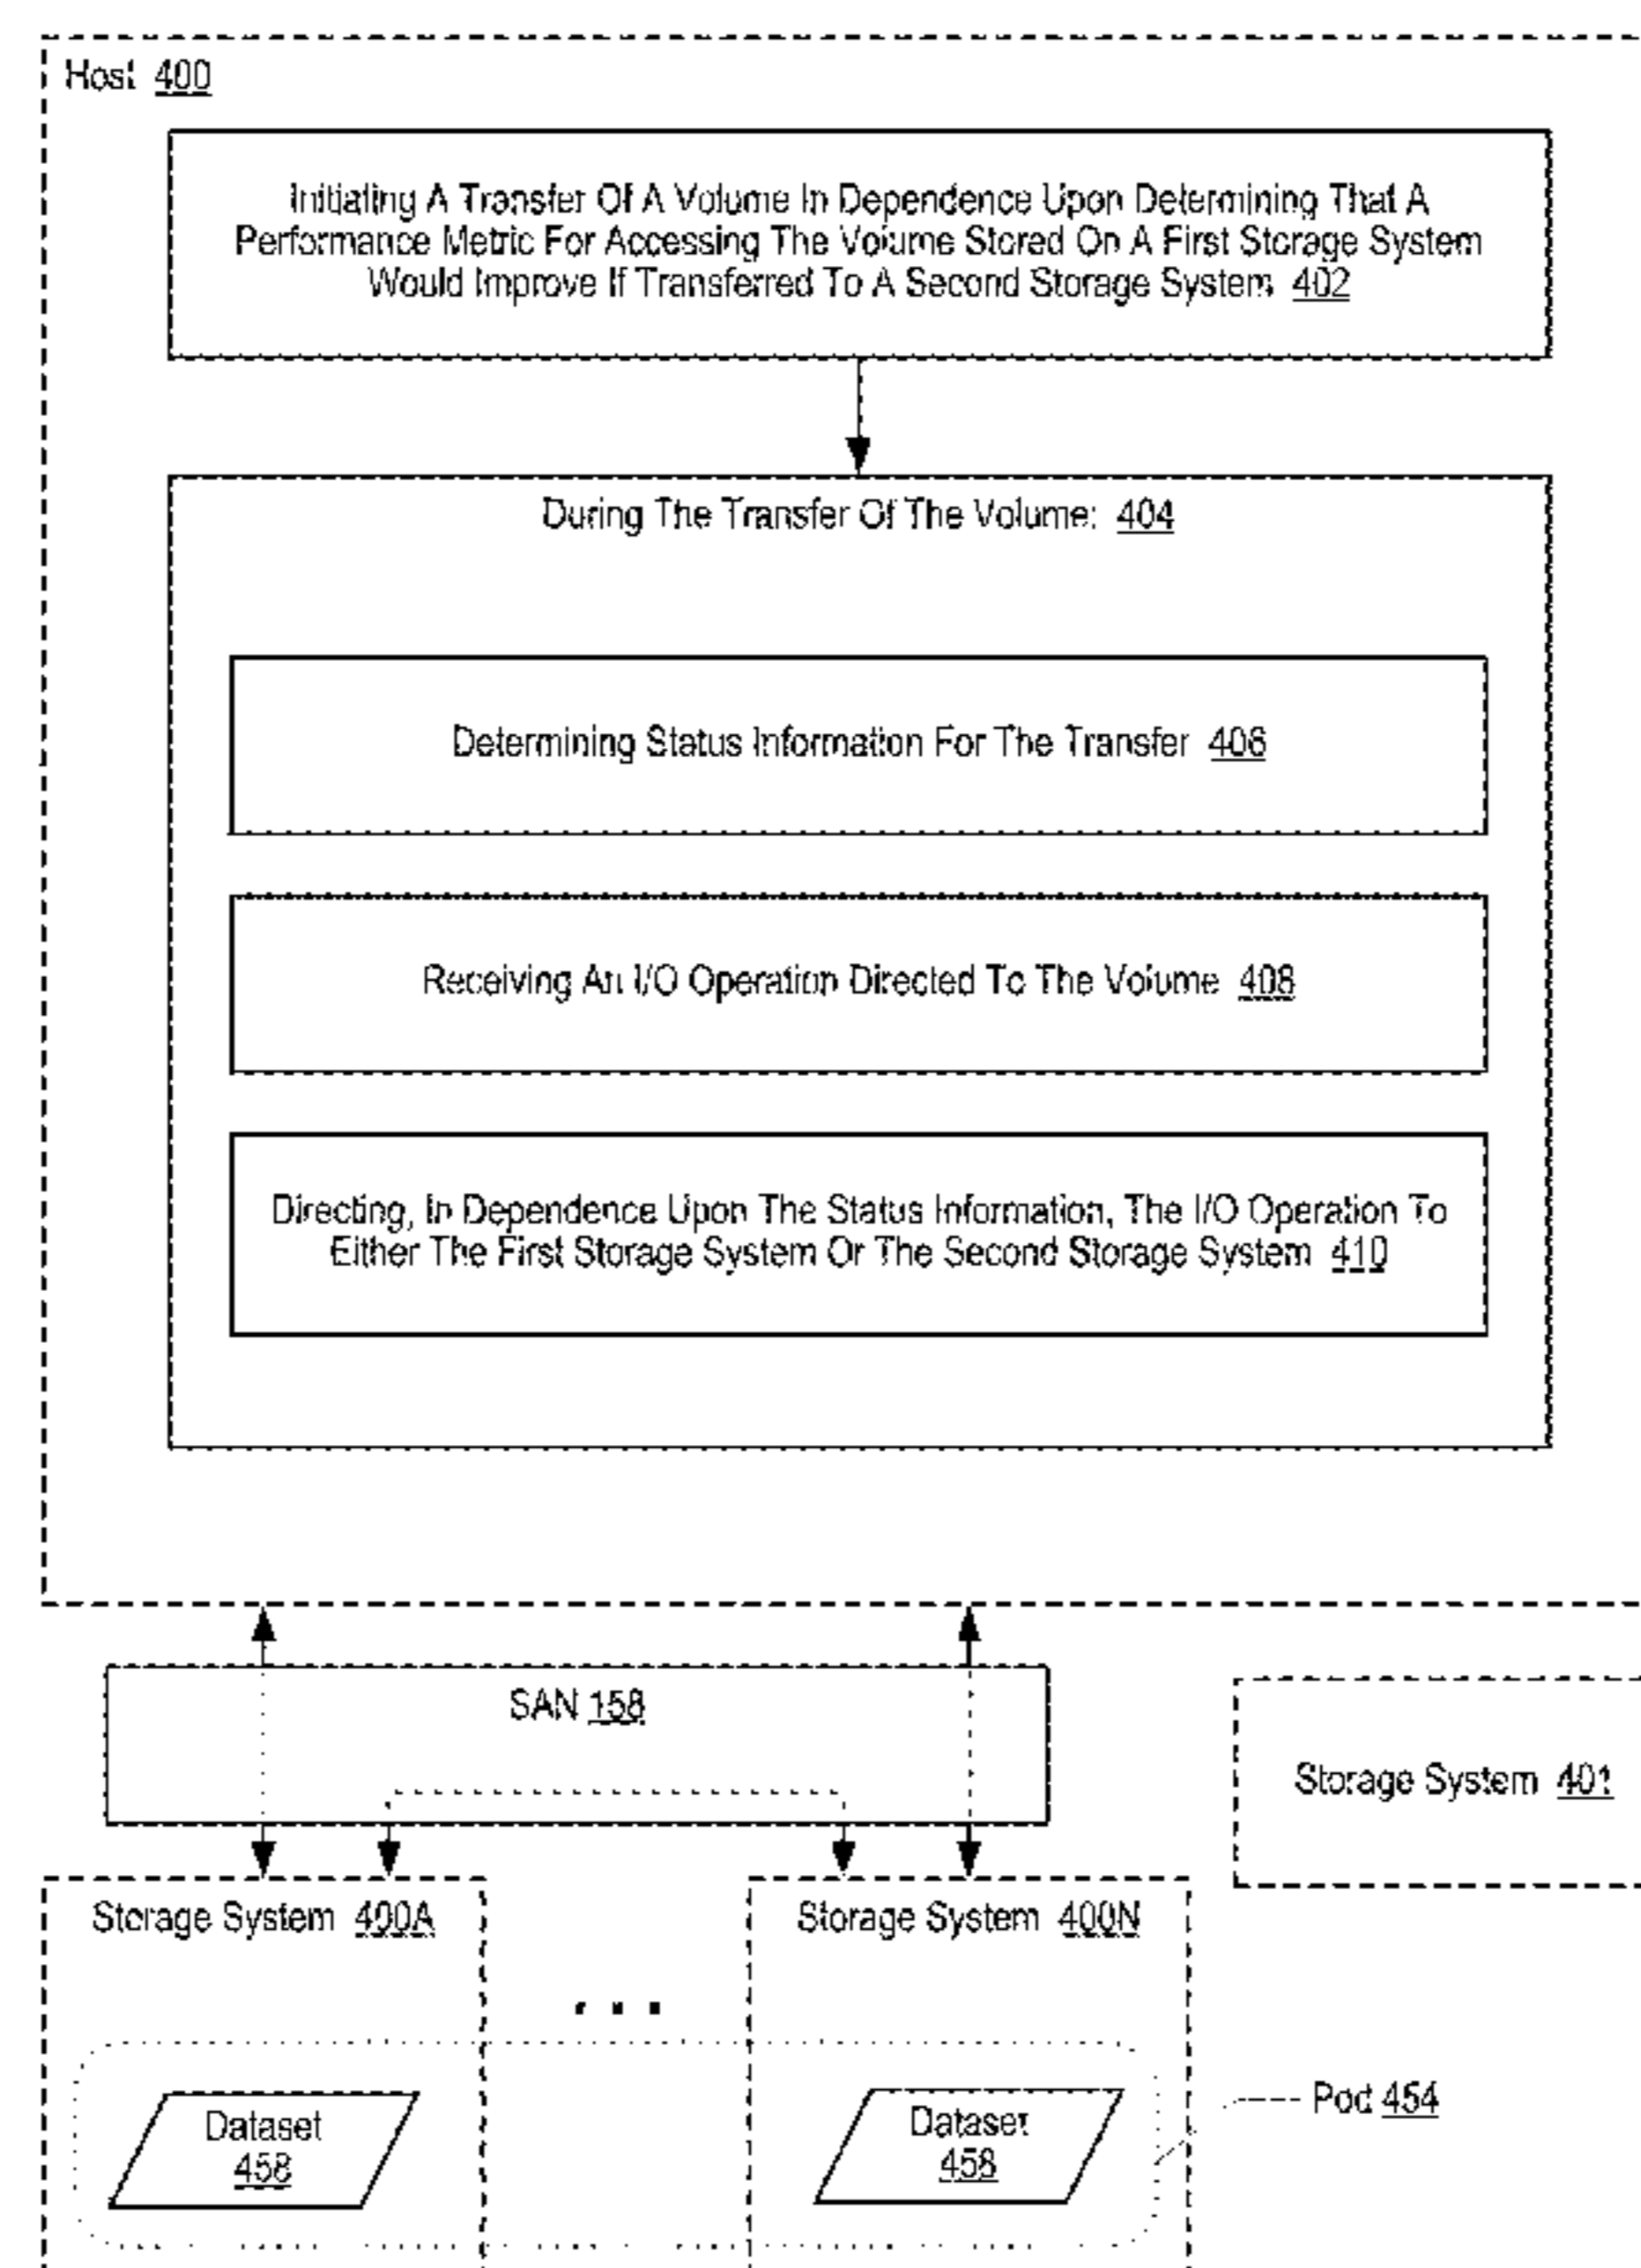 Host 400
Initiating A Transfer Of A Volume In Dependence Upon Determining That A
Performance Metric For Accessing The Volume Stored On A First Storage System
Would Improve If Transferred To A Second Storage System 402
During The Transfer Of The Volume: 404
Determining Status Information For The Transfer 406
Receiving An I/O Operation Directed To The Volume 408
Directing, In Dependence Upon The Status Information, The I/O Operation To
Either The First Storage System Or The Second Storage System 410
SAN 158
Storage System 401
Storage System 400A
Storage System 400N
...
Dataset
458
Dataset
458
Pod 454